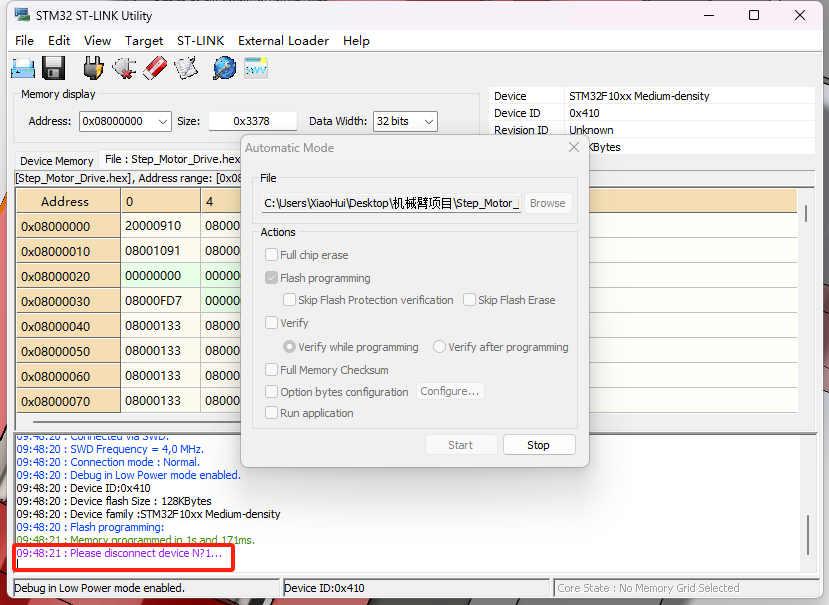 STM32 ST-LINK Utility
File Edit View Target ST-LINK External Loader Help
Memory display
Address: 0x08000000 Size: 0x3378 Data Width: 32 bits
Device STM32F10xx Medium-density
Device ID 0x410
Revision ID Unknown
KBytes
Device Memory File : Step_Motor_Drive.hex
[Step_Motor_Drive.hex], Address range: [0x08
Address 0 4
0x08000000 20000910 08000
0x08000010 08001091 08000
0x08000020 00000000 00000
0x08000030 08000FD7 00000
0x08000040 08000133 08000
0x08000050 08000133 08000
0x08000060 08000133 08000
0x08000070 08000133 08000
Automatic Mode
File
C:\Users\XiaoHui\Desktop\机械臂项目\Step_Motor_ Browse
Actions
Full chip erase
Flash programming
Skip Flash Protection verification Skip Flash Erase
Verify
Verify while programming Verify after programming
Full Memory Checksum
Option bytes configuration Configure...
Run application
Start Stop
09:48:20 : Connected via SWD.
09:48:20 : SWD Frequency = 4,0 MHz.
09:48:20 : Connection mode : Normal.
09:48:20 : Debug in Low Power mode enabled.
09:48:20 : Device ID:0x410
09:48:20 : Device flash Size : 128KBytes
09:48:20 : Device family :STM32F10xx Medium-density
09:48:20 : Flash programming:
09:48:21 : Memory programmed in 1s and 171ms.
09:48:21 : Please disconnect device N?1...
Debug in Low Power mode enabled. Device ID:0x410 Core State : No Memory Grid Selected